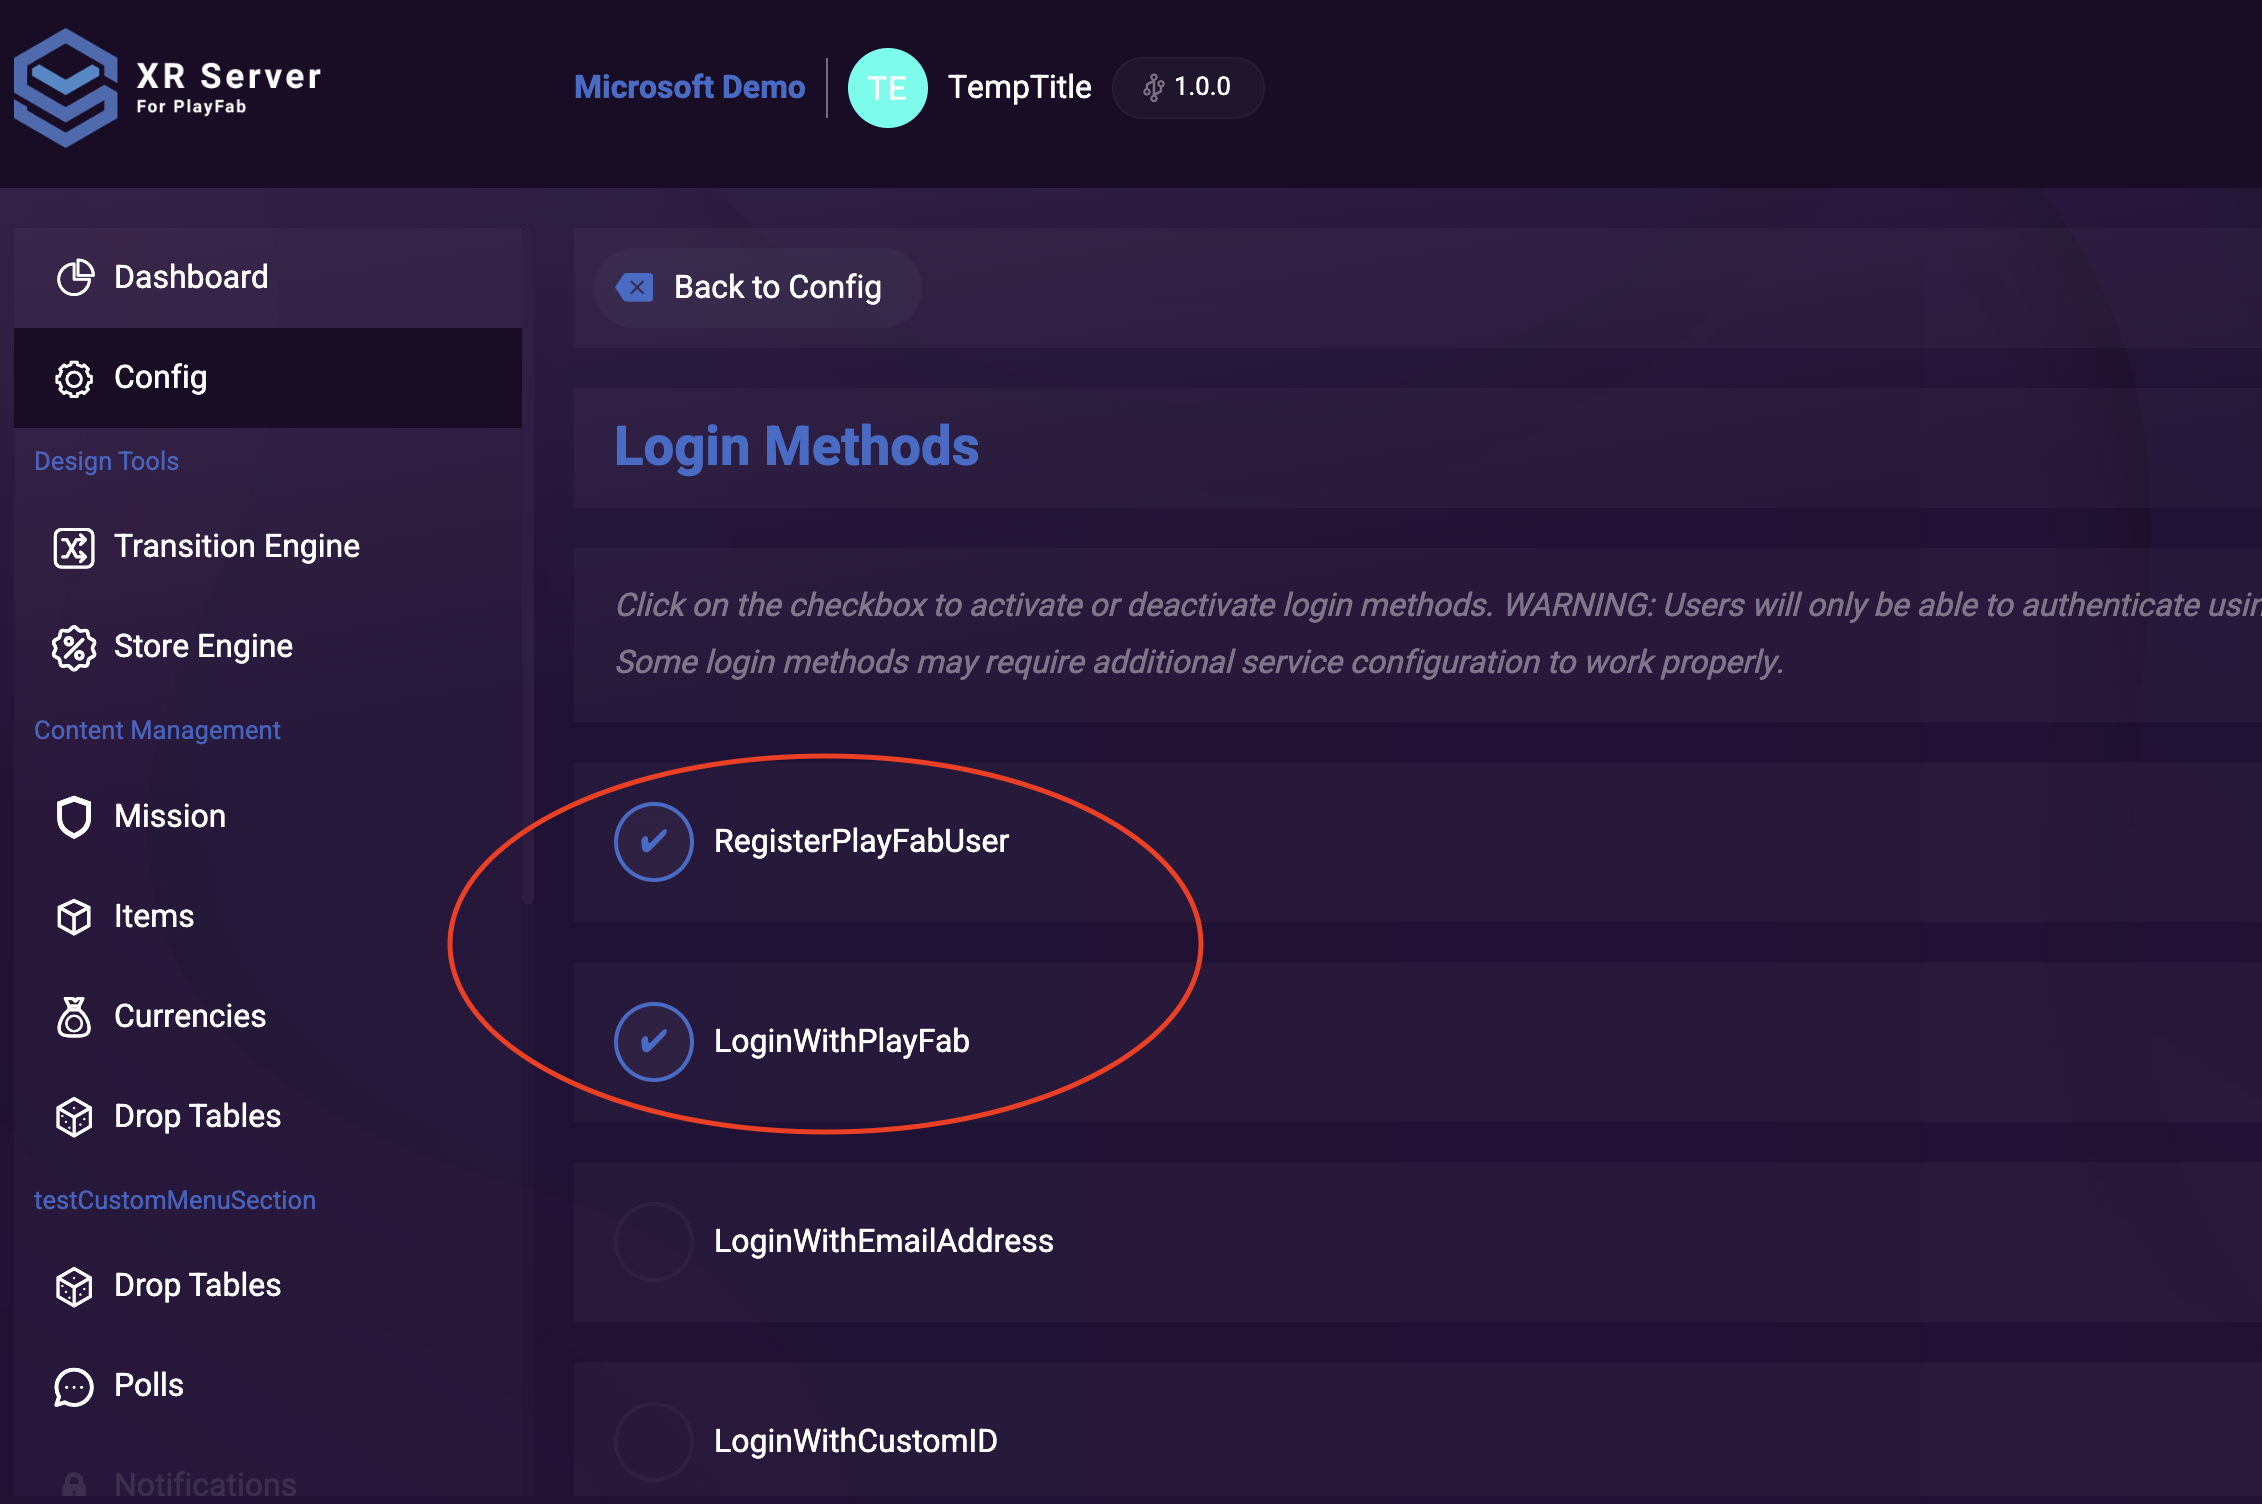 XR Server
For PlayFab
Microsoft Demo
TE
TempTitle
1.0.0
Dashboard
Config
Design Tools
Transition Engine
Store Engine
Content Management
Mission
Items
Currencies
Drop Tables
testCustomMenuSection
Drop Tables
Polls
Notifications
Back to Config
Login Methods
Click on the checkbox to activate or deactivate login methods. WARNING: Users will only be able to authenticate
Some login methods may require additional service configuration to work properly.
RegisterPlayFabUser
LoginWithPlayFab
LoginWithEmailAddress
LoginWithCustomID